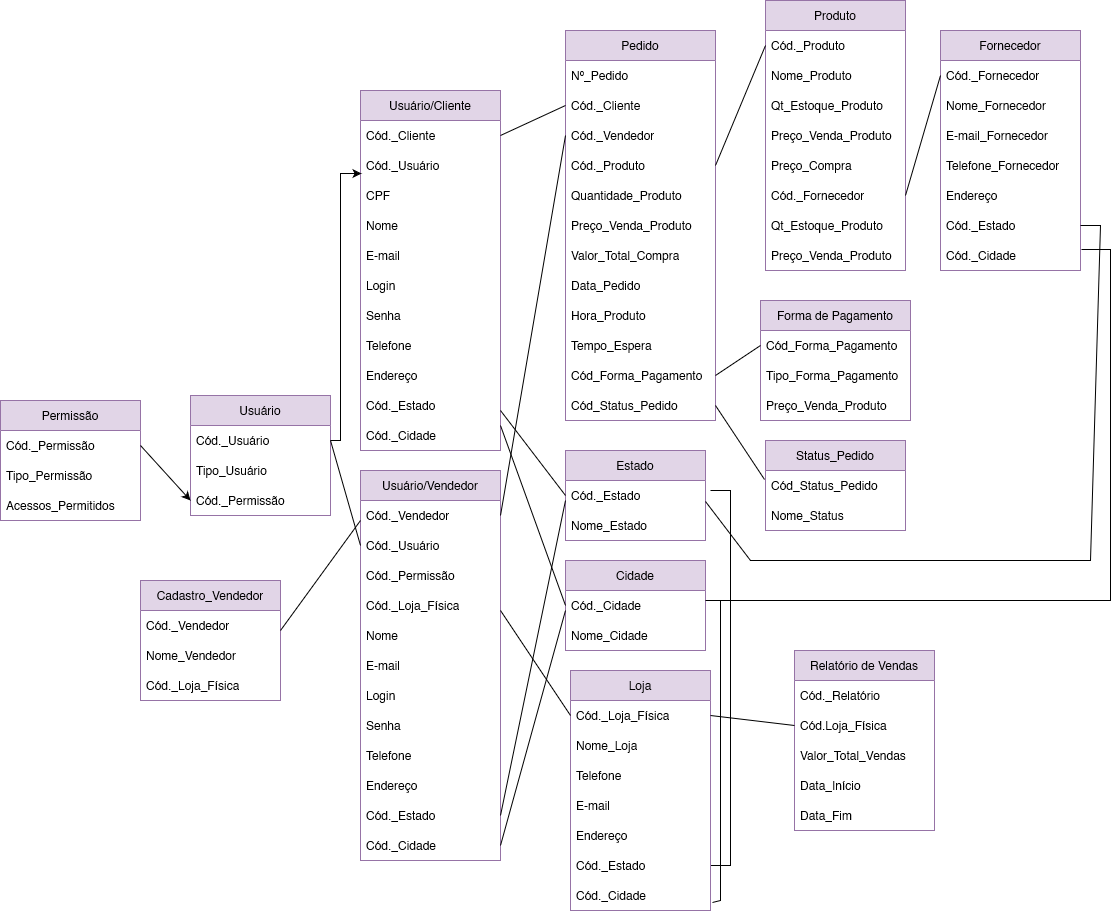 Permissão
Cód._Permissão
Tipo_Permissão
Acessos_Permitidos
Usuário
Cód._Usuário
Tipo_Usuário
Cód._Permissão
Cadastro_Vendedor
Cód._Vendedor
Nome_Vendedor
Cód._Loja_Física
Usuário/Cliente
Cód._Cliente
Cód._Usuário
CPF
Nome
E-mail
Login
Senha
Telefone
Endereço
Cód._Estado
Cód._Cidade
Usuário/Vendedor
Cód._Vendedor
Cód._Usuário
Cód._Permissão
Cód._Loja_Física
Nome
E-mail
Login
Senha
Telefone
Endereço
Cód._Estado
Cód._Cidade
Pedido
Nº_Pedido
Cód._Cliente
Cód._Vendedor
Cód._Produto
Quantidade_Produto
Preço_Venda_Produto
Valor_Total_Compra
Data_Pedido
Hora_Produto
Tempo_Espera
Cód_Forma_Pagamento
Cód_Status_Pedido
Estado
Cód._Estado
Nome_Estado
Cidade
Cód._Cidade
Nome_Cidade
Loja
Cód._Loja_Física
Nome_Loja
Telefone
E-mail
Endereço
Cód._Estado
Cód._Cidade
Produto
Cód._Produto
Nome_Produto
Qt_Estoque_Produto
Preço_Venda_Produto
Preço_Compra
Cód._Fornecedor
Qt_Estoque_Produto
Preço_Venda_Produto
Forma de Pagamento
Cód_Forma_Pagamento
Tipo_Forma_Pagamento
Preço_Venda_Produto
Status_Pedido
Cód_Status_Pedido
Nome_Status
Relatório de Vendas
Cód._Relatório
Cód.Loja_Física
Valor_Total_Vendas
Data_Início
Data_Fim
Fornecedor
Cód._Fornecedor
Nome_Fornecedor
E-mail_Fornecedor
Telefone_Fornecedor
Endereço
Cód._Estado
Cód._Cidade